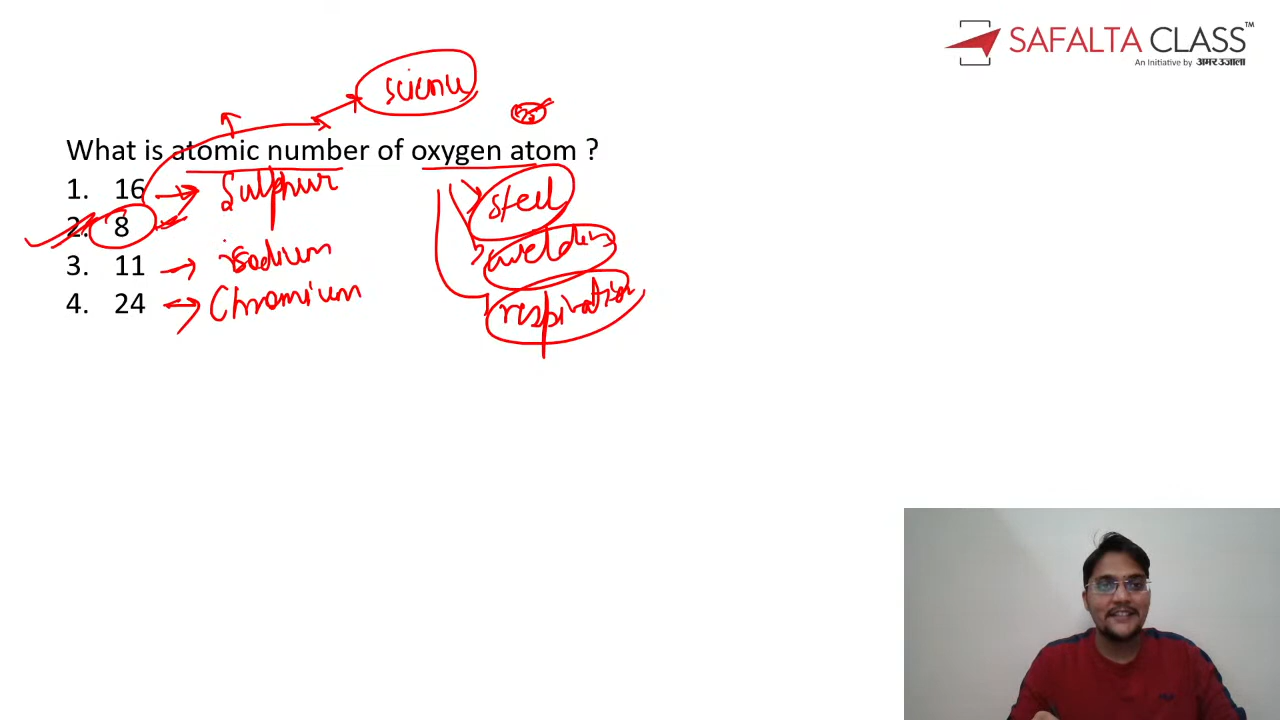 SAFALTA CLASS™
An Initiative by अमर उजाला
science
What is atomic number of oxygen atom ?
1. 16 Sulphur
2. 8
3. 11 sodium
4. 24 Chromium
steel
welding
respiration